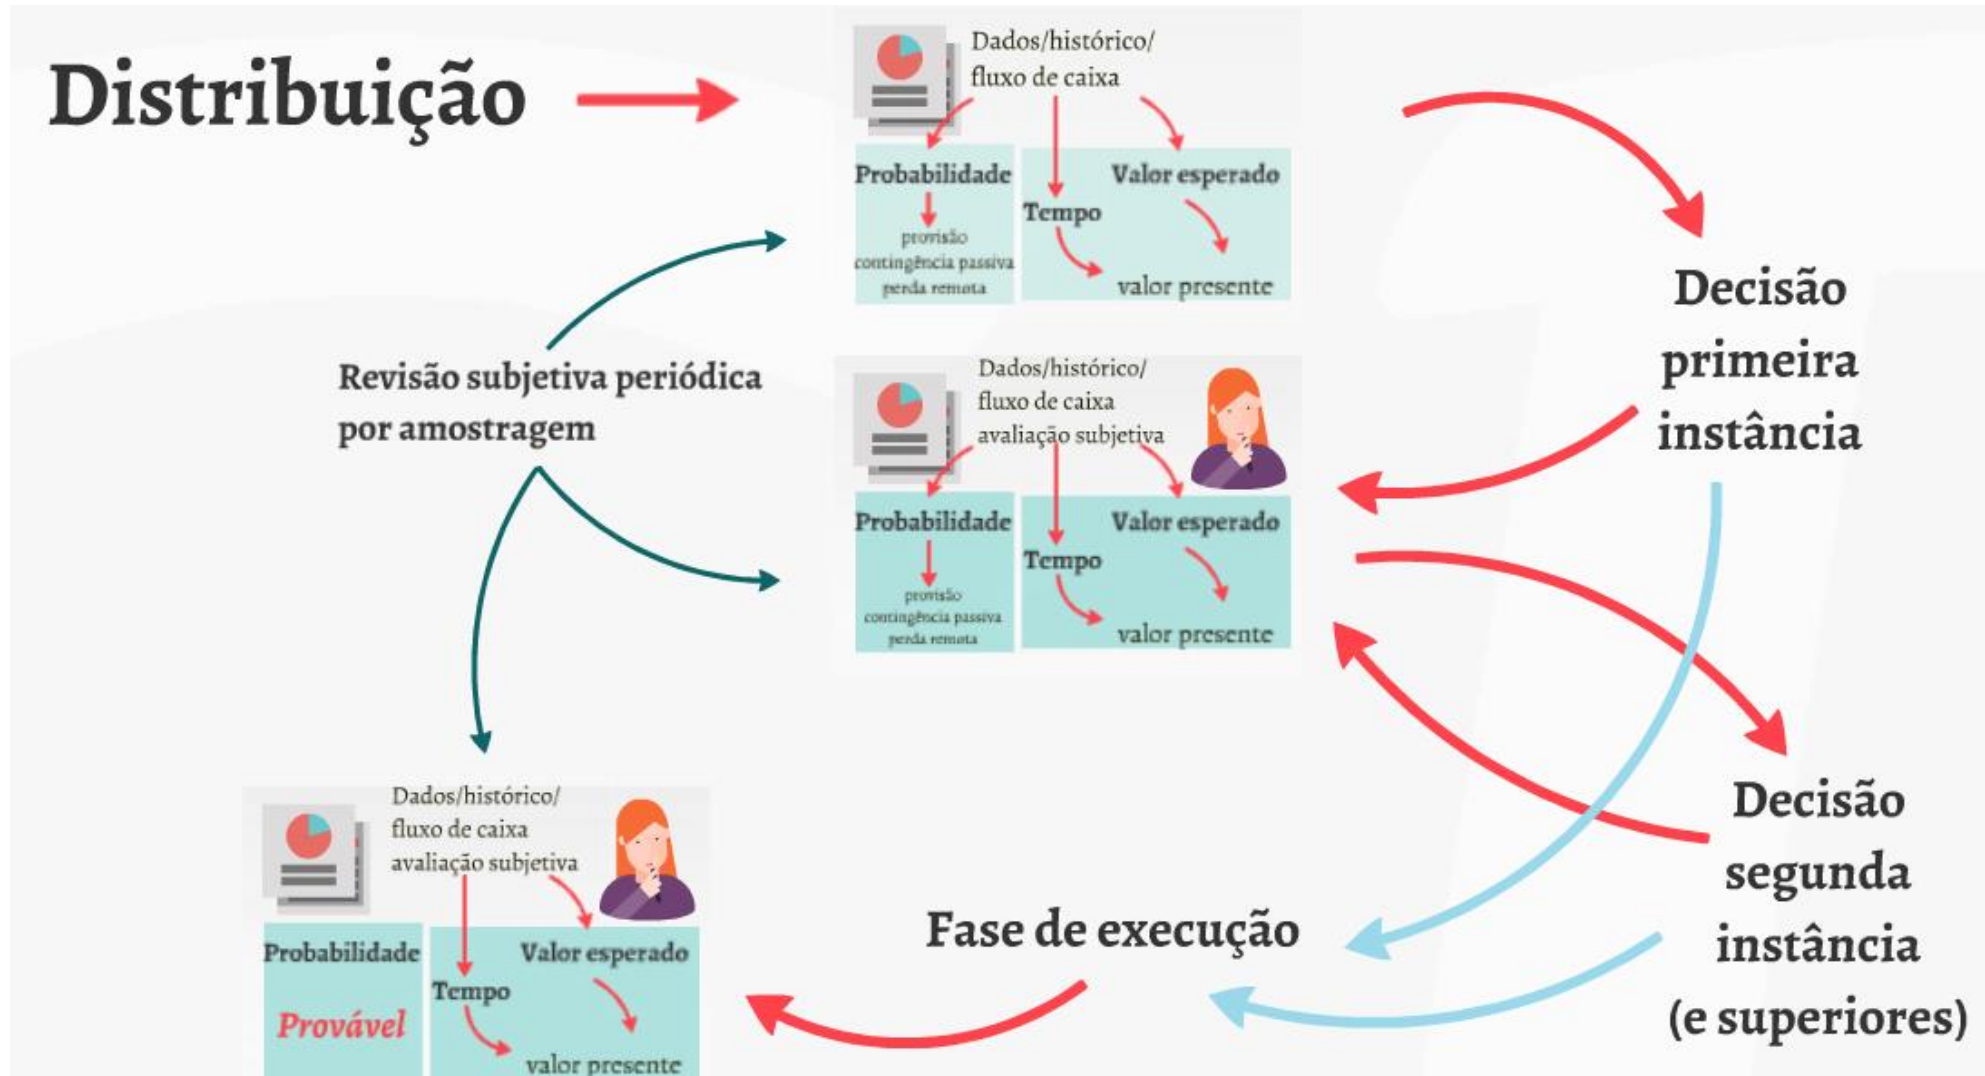 Distribuição
Dados/histórico/
fluxo de caixa
Probabilidade
provisão
contingência passiva
perda remota
Tempo
Valor esperado
valor presente
Decisão
primeira
instância
Revisão subjetiva periódica
por amostragem
Dados/histórico/
fluxo de caixa
avaliação subjetiva
Probabilidade
provisão
contingência passiva
perda remota
Tempo
Valor esperado
valor presente
Decisão
segunda
instância
(e superiores)
Fase de execução
Dados/histórico/
fluxo de caixa
avaliação subjetiva
Probabilidade
Provável
Tempo
Valor esperado
valor presente